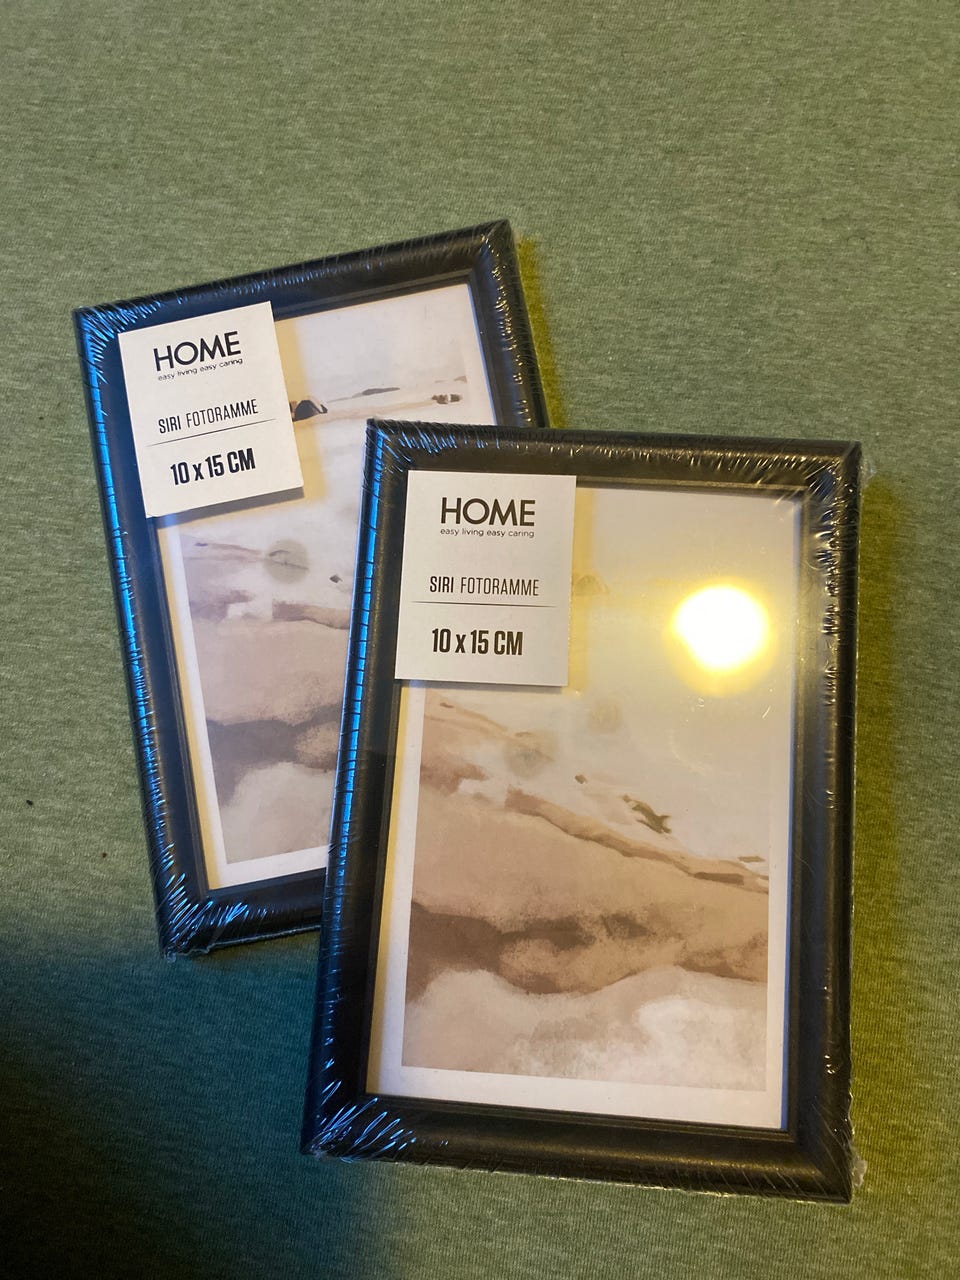 HOME
easy living easy caring
SIRI FOTORAMME
10 x 15 CM
HOME
easy living easy caring
SIRI FOTORAMME
10 x 15 CM